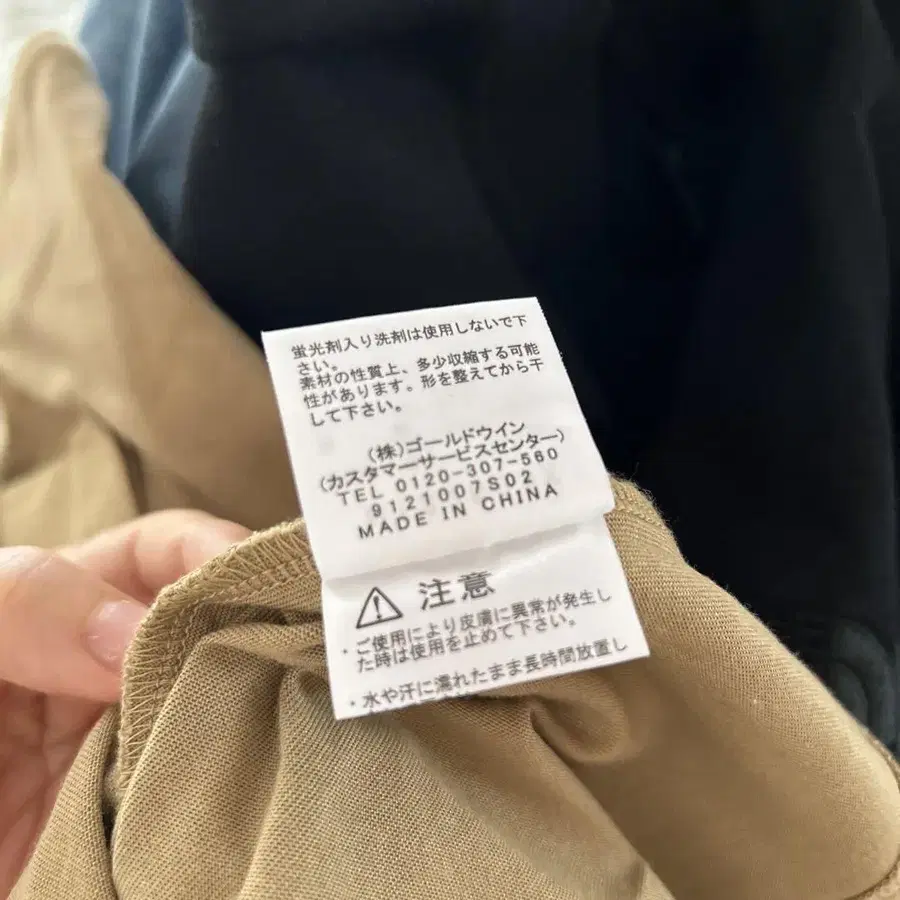 蛍光剤入り洗剤は使用しないで下
さい。
素材の性質上、多少収縮する可能
性があります。形を整えてから干
して下さい。
(株)ゴールドウイン
(カスタマーサービスセンター)
TEL 0120-307-560
9121007S02
MADE IN CHINA
注意
・ご使用により皮膚に異常が発生し
た時は使用を止めて下さい。
・水や汗に濡れたまま長時間放置し